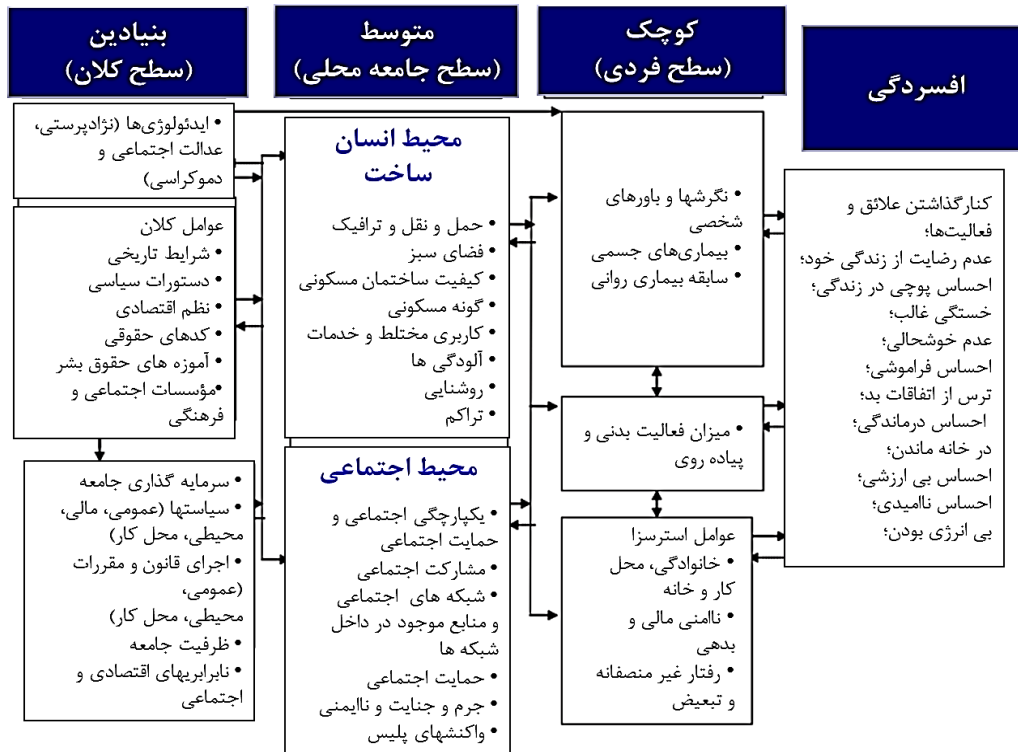 بنیادین
(سطح کلان)
• ایدئولوژی‌ها (نژادپرستی،
عدالت اجتماعی و
دموکراسی)
عوامل کلان
• شرایط تاریخی
• دستورات سیاسی
• نظم اقتصادی
• کدهای حقوقی
• آموزه های حقوق بشر
•مؤسسات اجتماعی و
فرهنگی
• سرمایه گذاری جامعه
• سیاستها (عمومی، مالی،
محیطی، محل کار)
• اجرای قانون و مقررات
(عمومی،
محیطی، محل کار)
• ظرفیت جامعه
• نابرابریهای اقتصادی و
اجتماعی
متوسط
(سطح جامعه محلی)
محیط انسان
ساخت
• حمل و نقل و ترافیک
• فضای سبز
• کیفیت ساختمان مسکونی
• گونه مسکونی
• کاربری مختلط و خدمات
• آلودگی ها
• روشنایی
• تراکم
محیط اجتماعی
• یکپارچگی اجتماعی و
حمایت اجتماعی
• مشارکت اجتماعی
• شبکه های اجتماعی
و منابع موجود در داخل
شبکه ها
• حمایت اجتماعی
• جرم و جنایت و ناایمنی
• واکنشهای پلیس
کوچک
(سطح فردی)
• نگرشها و باورهای
شخصی
• بیماری‌های جسمی
• سابقه بیماری روانی
• میزان فعالیت بدنی و
پیاده روی
عوامل استرسزا
• خانوادگی، محل
کار و خانه
• ناامنی مالی و
بدهی
• رفتار غیر منصفانه
و تبعیض
افسردگی
کنارگذاشتن علائق و
فعالیت‌ها؛
عدم رضایت از زندگی خود؛
احساس پوچی در زندگی؛
خستگی غالب؛
عدم خوشحالی؛
احساس فراموشی؛
ترس از اتفاقات بد؛
احساس درماندگی؛
در خانه ماندن؛
احساس بی ارزشی؛
احساس ناامیدی؛
بی انرژی بودن؛